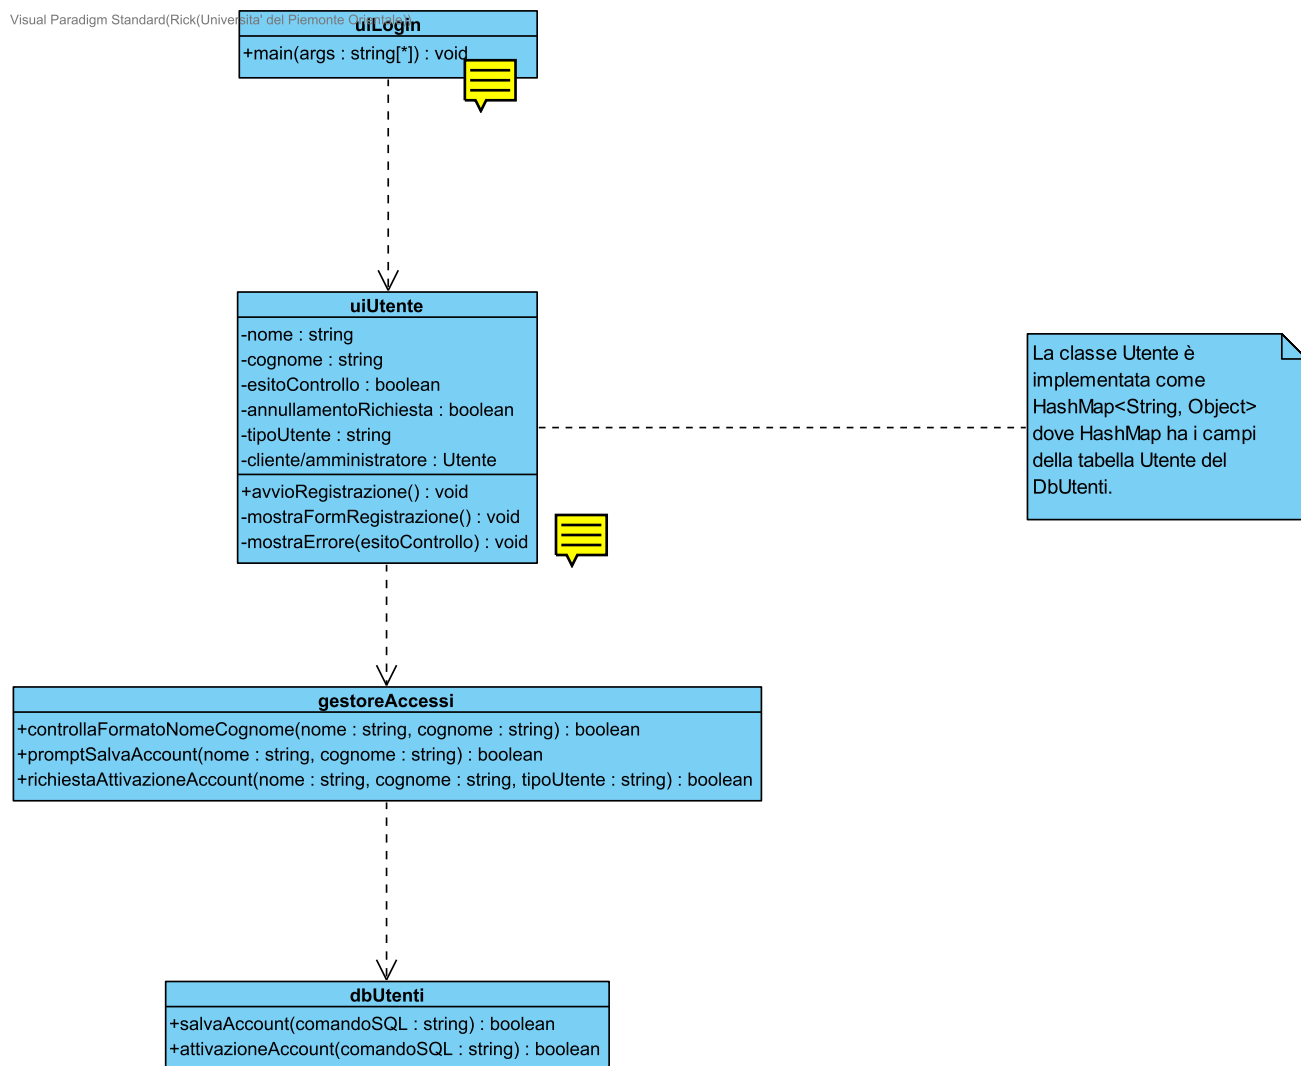 Visual Paradigm Standard(Rick(Universita' del Piemonte Orientale))
uiLogin
+main(args : string[*]) : void
uiUtente
-nome : string
-cognome : string
-esitoControllo : boolean
-annullamentoRichiesta : boolean
-tipoUtente : string
-cliente/amministratore : Utente
+avvioRegistrazione() : void
-mostraFormRegistrazione() : void
-mostraErrore(esitoControllo) : void
La classe Utente è
implementata come
HashMap<String, Object>
dove HashMap ha i campi
della tabella Utente del
DbUtenti.
gestoreAccessi
+controllaFormatoNomeCognome(nome : string, cognome : string) : boolean
+promptSalvaAccount(nome : string, cognome : string) : boolean
+richiestaAttivazioneAccount(nome : string, cognome : string, tipoUtente : string) : boolean
dbUtenti
+salvaAccount(comandoSQL : string) : boolean
+attivazioneAccount(comandoSQL : string) : boolean